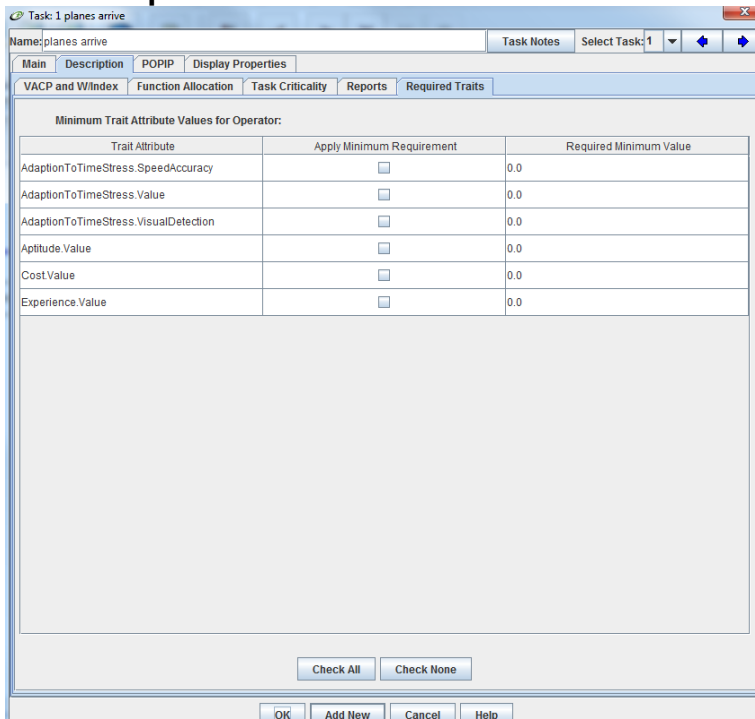 Task: 1 planes arrive
Name: planes arrive Task Notes Select Task: 1
Main Description POPIP Display Properties
VACP and W/Index Function Allocation Task Criticality Reports Required Traits
Minimum Trait Attribute Values for Operator:
Trait Attribute Apply Minimum Requirement Required Minimum Value
AdaptionToTimeStress.SpeedAccuracy 0.0
AdaptionToTimeStress.Value 0.0
AdaptionToTimeStress.VisualDetection 0.0
Aptitude.Value 0.0
Cost.Value 0.0
Experience.Value 0.0
Check All Check None
OK Add New Cancel Help